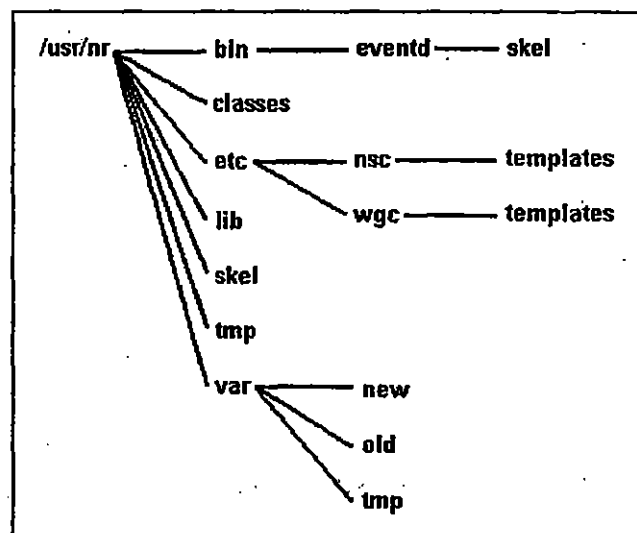 /usr/nr bin eventd skel
classes
etc nsc templates
lib wgc templates
skel
tmp
var new
old
tmp